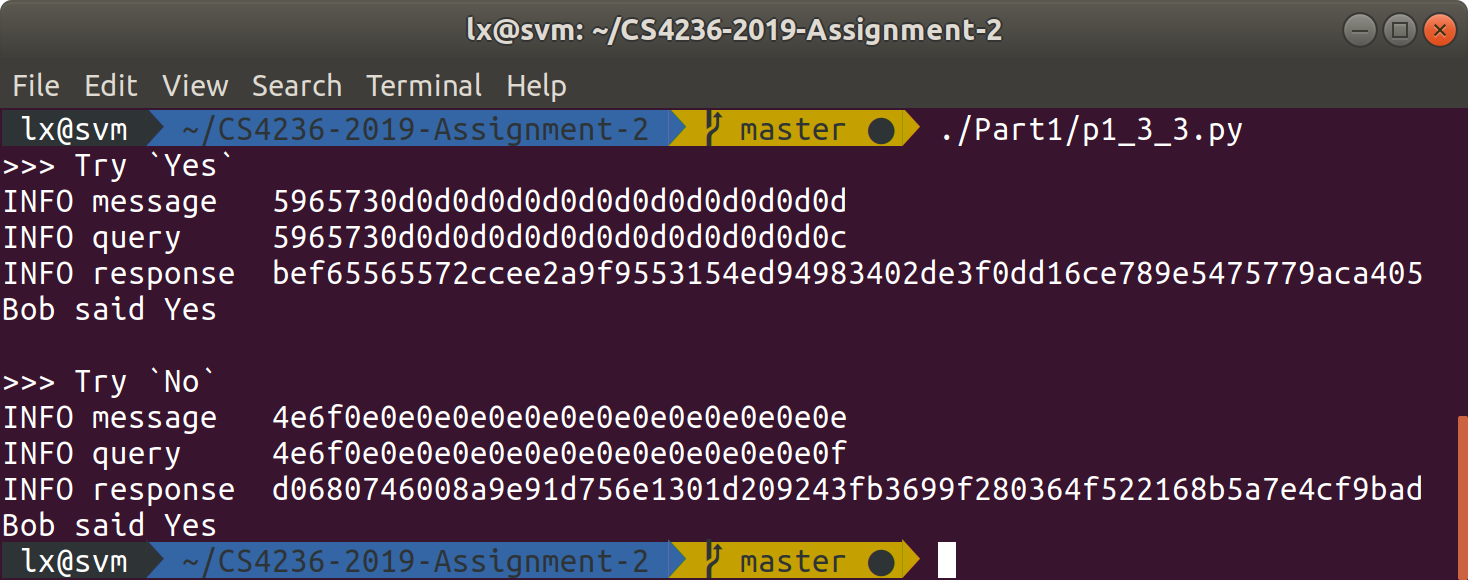 lx@svm: ~/CS4236-2019-Assignment-2
File Edit View Search Terminal Help
lx@svm ~/CS4236-2019-Assignment-2 master ● ./Part1/p1_3_3.py
>>> Try `Yes`
INFO message 5965730d0d0d0d0d0d0d0d0d0d0d0d0d
INFO query 5965730d0d0d0d0d0d0d0d0d0d0d0d0c
INFO response bef65565572ccee2a9f9553154ed94983402de3f0dd16ce789e5475779aca405
Bob said Yes
>>> Try `No`
INFO message 4e6f0e0e0e0e0e0e0e0e0e0e0e0e0e0e
INFO query 4e6f0e0e0e0e0e0e0e0e0e0e0e0e0e0f
INFO response d0680746008a9e91d756e1301d209243fb3699f280364f522168b5a7e4cf9bad
Bob said Yes
lx@svm ~/CS4236-2019-Assignment-2 master ●